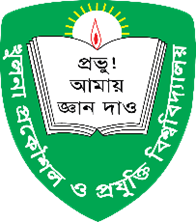 প্রভু!
আমায়
জ্ঞান দাও
খুলনা প্রকৌশল ও প্রযুক্তি বিশ্ববিদ্যালয়